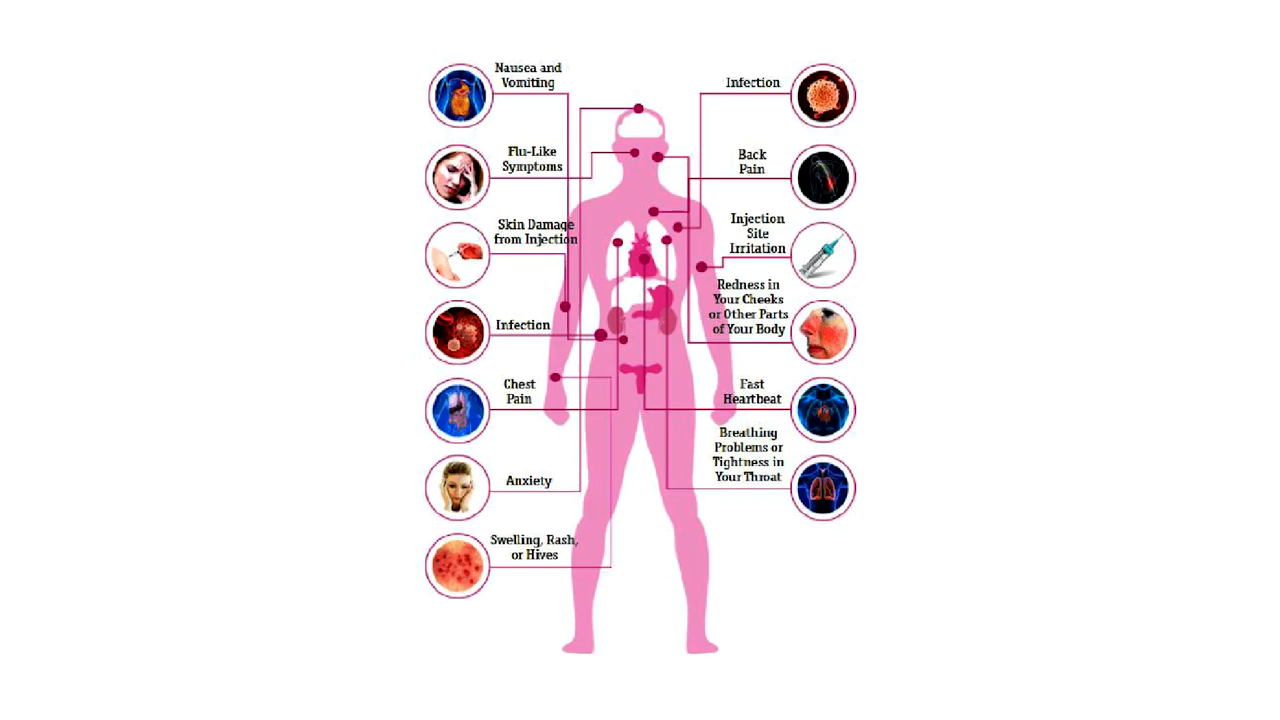 Nausea and
Vomiting
Flu-Like
Symptoms
Skin Damage
from Injection
Infection
Chest
Pain
Anxiety
Swelling, Rash,
or Hives
Infection
Back
Pain
Injection
Site
Irritation
Redness in
Your Cheeks
or Other Parts
of Your Body
Fast
Heartbeat
Breathing
Problems or
Tightness in
Your Throat